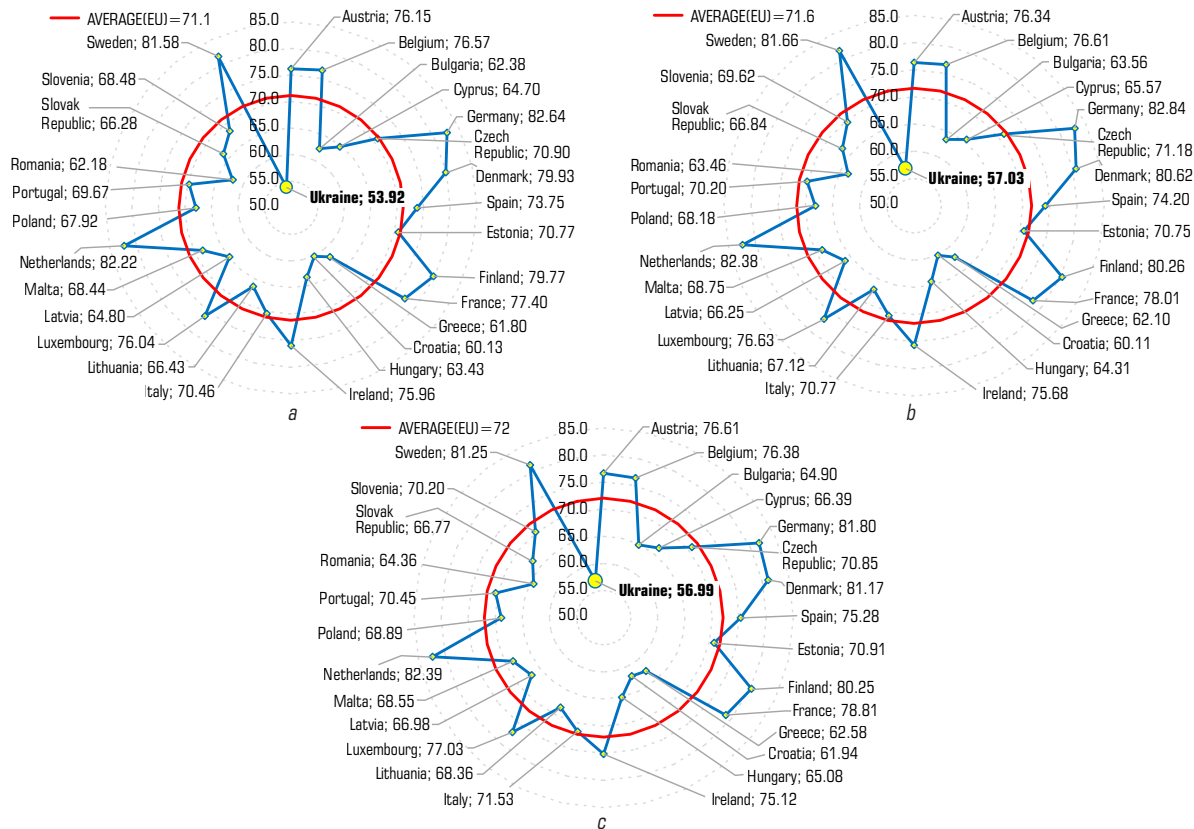 AVERAGE(EU)=71.1
85.0
80.0
75.0
70.0
65.0
60.0
55.0
50.0
Austria; 76.15
Belgium; 76.57
Bulgaria; 62.38
Cyprus; 64.70
Germany; 82.64
Czech
Republic; 70.90
Denmark; 79.93
Spain; 73.75
Estonia; 70.77
Finland; 79.77
France; 77.40
Greece; 61.80
Croatia; 60.13
Hungary; 63.43
Ireland; 75.96
Italy; 70.46
Lithuania; 66.43
Luxembourg; 76.04
Latvia; 64.80
Malta; 68.44
Netherlands; 82.22
Poland; 67.92
Portugal; 69.67
Romania; 62.18
Slovak
Republic; 66.28
Slovenia; 68.48
Sweden; 81.58
Ukraine; 53.92
a
AVERAGE(EU)=71.6
85.0
80.0
75.0
70.0
65.0
60.0
55.0
50.0
Austria; 76.34
Belgium; 76.61
Bulgaria; 63.56
Cyprus; 65.57
Germany; 82.84
Czech
Republic; 71.18
Denmark; 80.62
Spain; 74.20
Estonia; 70.75
Finland; 80.26
France; 78.01
Greece; 62.10
Croatia; 60.11
Hungary; 64.31
Ireland; 75.68
Italy; 70.77
Lithuania; 67.12
Luxembourg; 76.63
Latvia; 66.25
Malta; 68.75
Netherlands; 82.38
Poland; 68.18
Portugal; 70.20
Romania; 63.46
Slovak
Republic; 66.84
Slovenia; 69.62
Sweden; 81.66
Ukraine; 57.03
b
AVERAGE(EU)=72
85.0
80.0
75.0
70.0
65.0
60.0
55.0
50.0
Austria; 76.61
Belgium; 76.38
Bulgaria; 64.90
Cyprus; 66.39
Germany; 81.80
Czech
Republic; 70.85
Denmark; 81.17
Spain; 75.28
Estonia; 70.91
Finland; 80.25
France; 78.81
Greece; 62.58
Croatia; 61.94
Hungary; 65.08
Ireland; 75.12
Italy; 71.53
Lithuania; 68.36
Luxembourg; 77.03
Latvia; 66.98
Malta; 68.55
Netherlands; 82.39
Poland; 68.89
Portugal; 70.45
Romania; 64.36
Slovak
Republic; 66.77
Slovenia; 70.20
Sweden; 81.25
Ukraine; 56.99
c